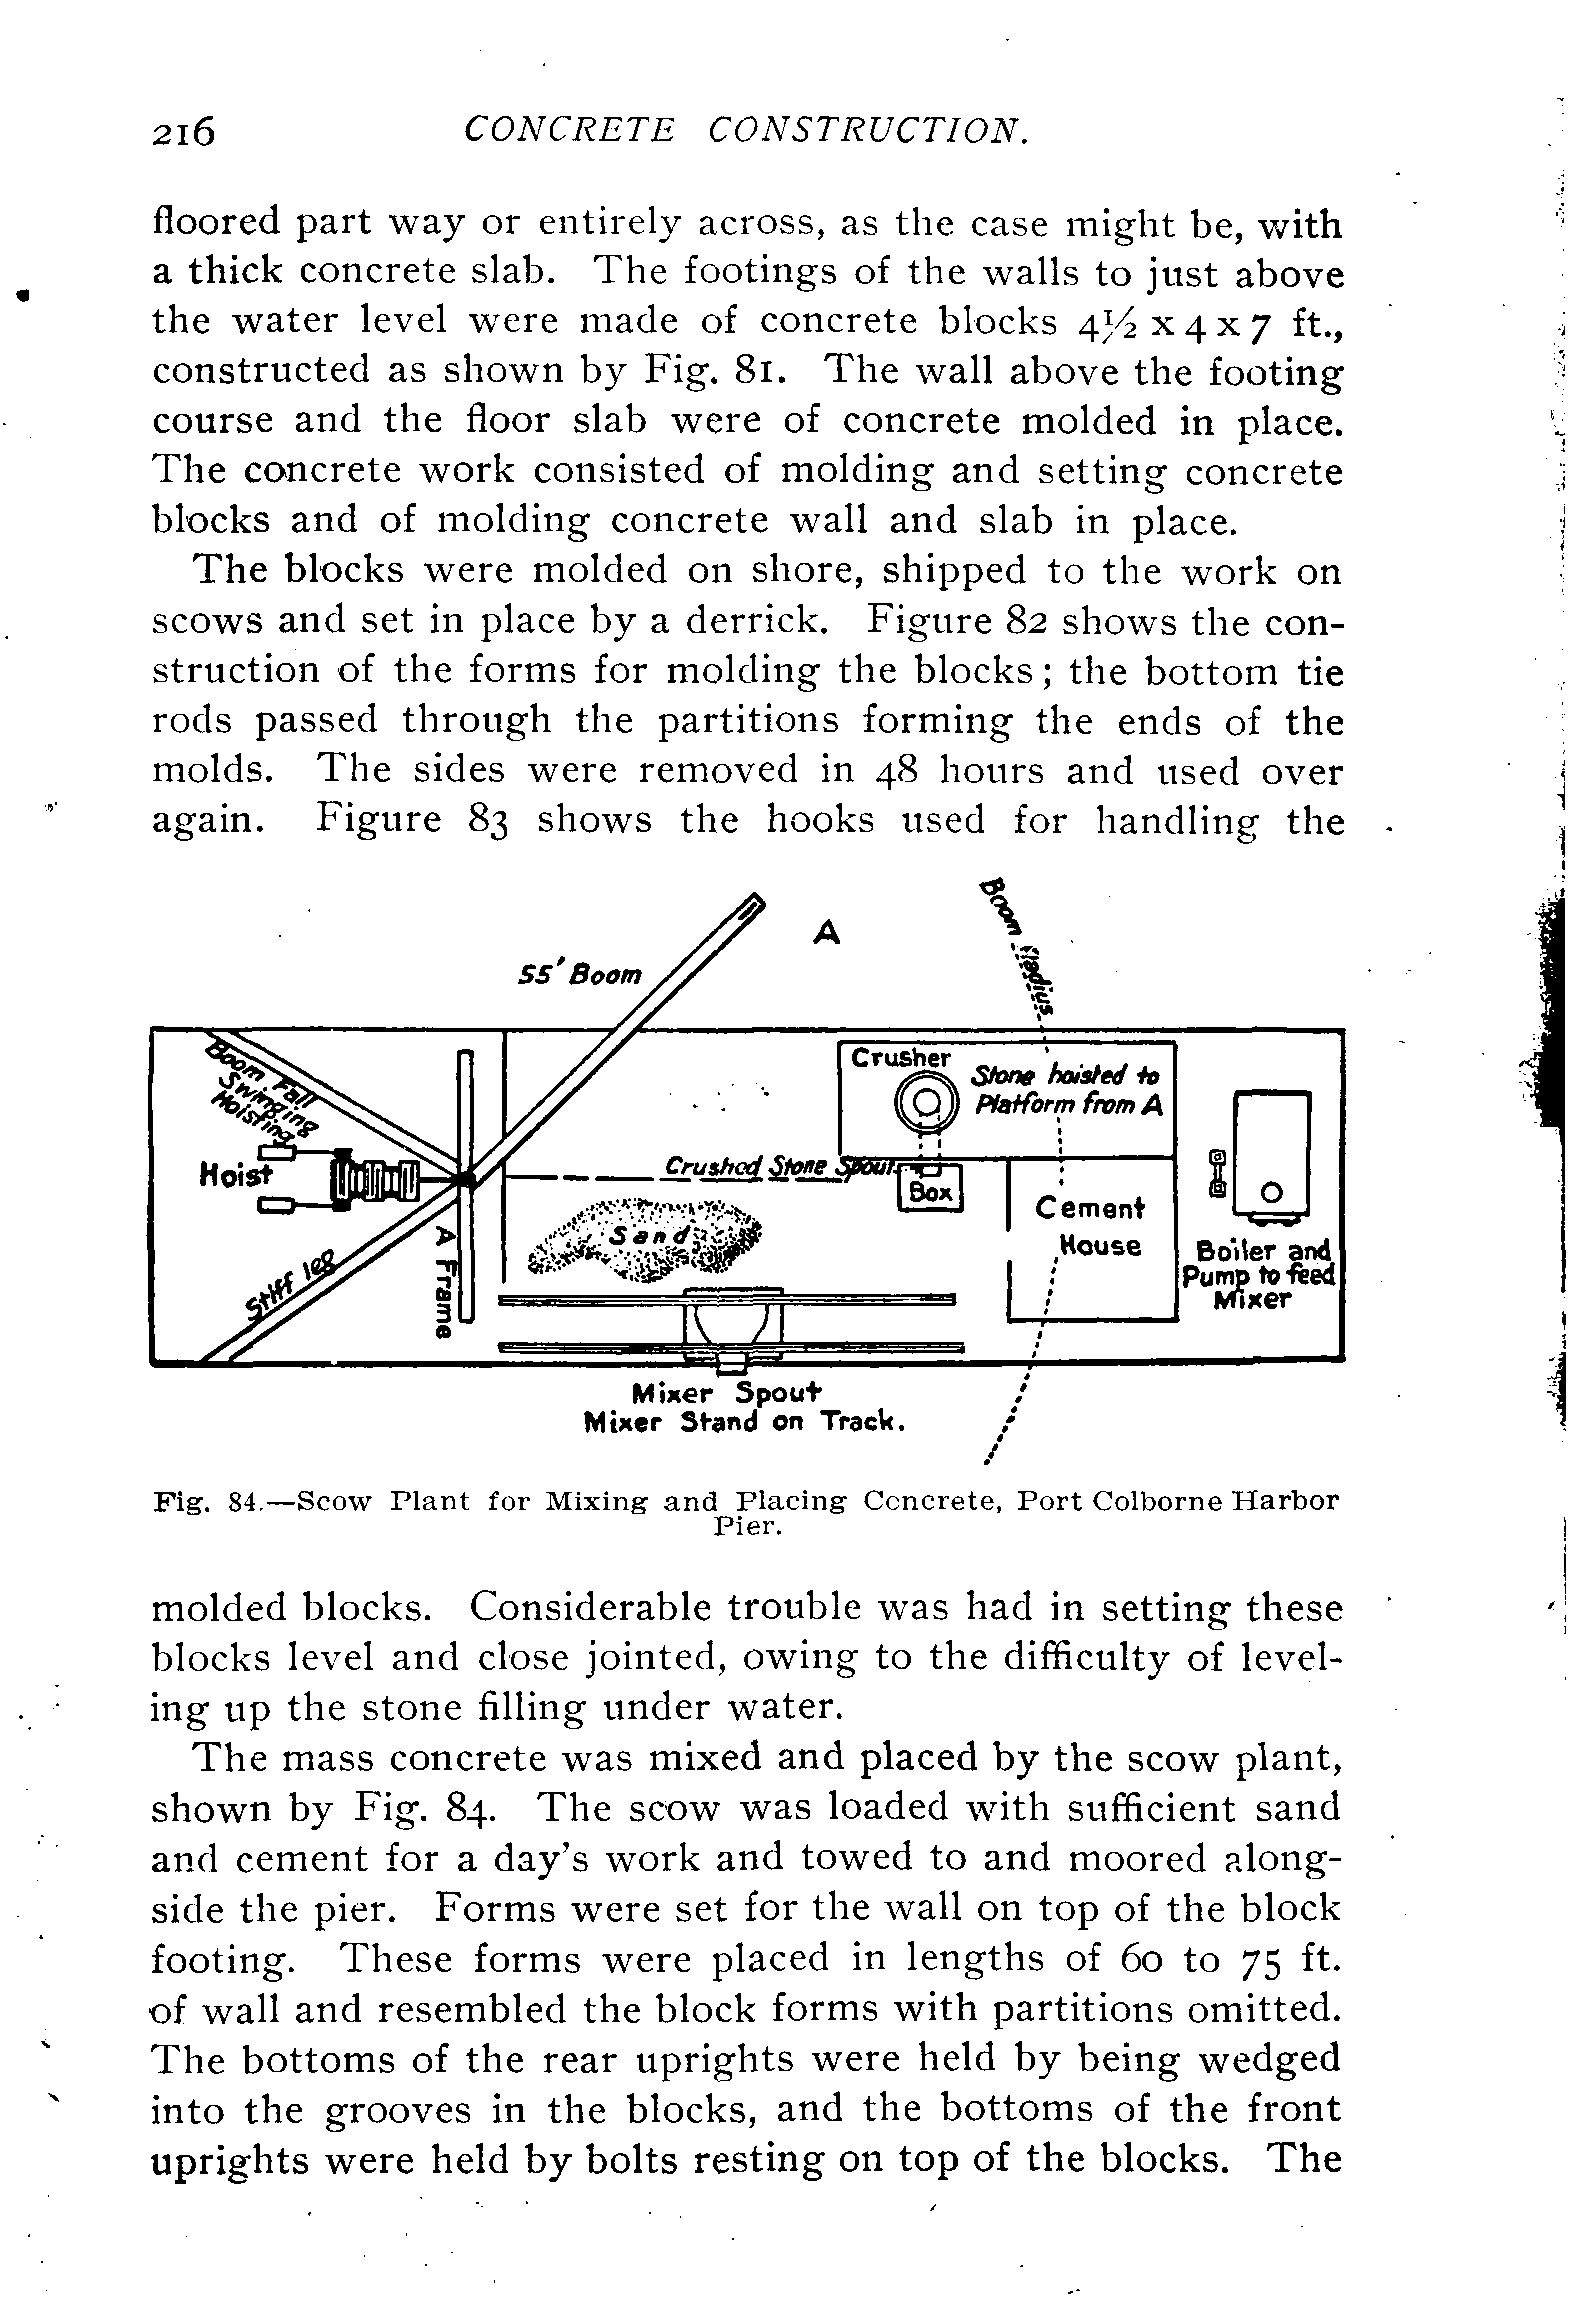 216 CONCRETE CONSTRUCTION.
floored part way or entirely across, as the case might be, with
a thick concrete slab. The footings of the walls to just above
the water level were made of concrete blocks 4½ x 4 x 7 ft.,
constructed as shown by Fig. 81. The wall above the footing
course and the floor slab were of concrete molded in place.
The concrete work consisted of molding and setting concrete
blocks and of molding concrete wall and slab in place.
The blocks were molded on shore, shipped to the work on
scows and set in place by a derrick. Figure 82 shows the con-
struction of the forms for molding the blocks; the bottom tie
rods passed through the partitions forming the ends of the
molds. The sides were removed in 48 hours and used over
again. Figure 83 shows the hooks used for handling the
Boom Radius
A
55' Boom
Crusher
Stone hoisted to
Platform from A
Boom Fall
Swinging
Hoisting
Hoist
Crushed Stone Spout
Box
Sand
Cement
House
A Frame
Stiff leg
Boiler and
Pump to feed
Mixer
Mixer Spout
Mixer Stand on Track.
Fig. 84.—Scow Plant for Mixing and Placing Concrete, Port Colborne Harbor
Pier.
molded blocks. Considerable trouble was had in setting these
blocks level and close jointed, owing to the difficulty of level-
ing up the stone filling under water.
The mass concrete was mixed and placed by the scow plant,
shown by Fig. 84. The scow was loaded with sufficient sand
and cement for a day's work and towed to and moored along-
side the pier. Forms were set for the wall on top of the block
footing. These forms were placed in lengths of 60 to 75 ft.
of wall and resembled the block forms with partitions omitted.
The bottoms of the rear uprights were held by being wedged
into the grooves in the blocks, and the bottoms of the front
uprights were held by bolts resting on top of the blocks. The